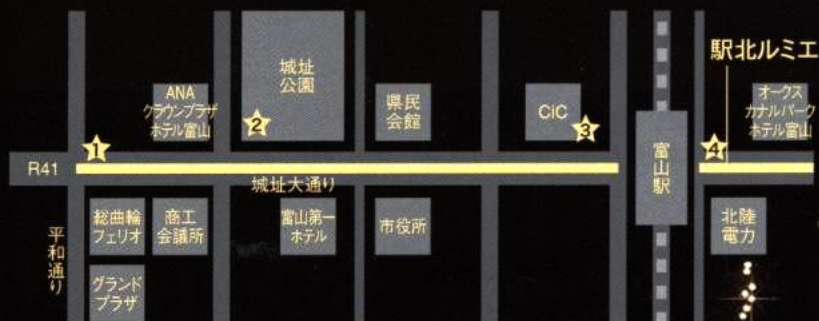 駅北ルミエ
城址
公園
ANA
クラウンプラザ
ホテル富山
県民
会館
CiC
オークス
カナルパーク
ホテル富山
1
2
3
4
R41
城址大通り
富山駅
平和通り
総曲輪
フェリオ
商工
会議所
富山第一
ホテル
市役所
北陸
電力
グランド
プラザ